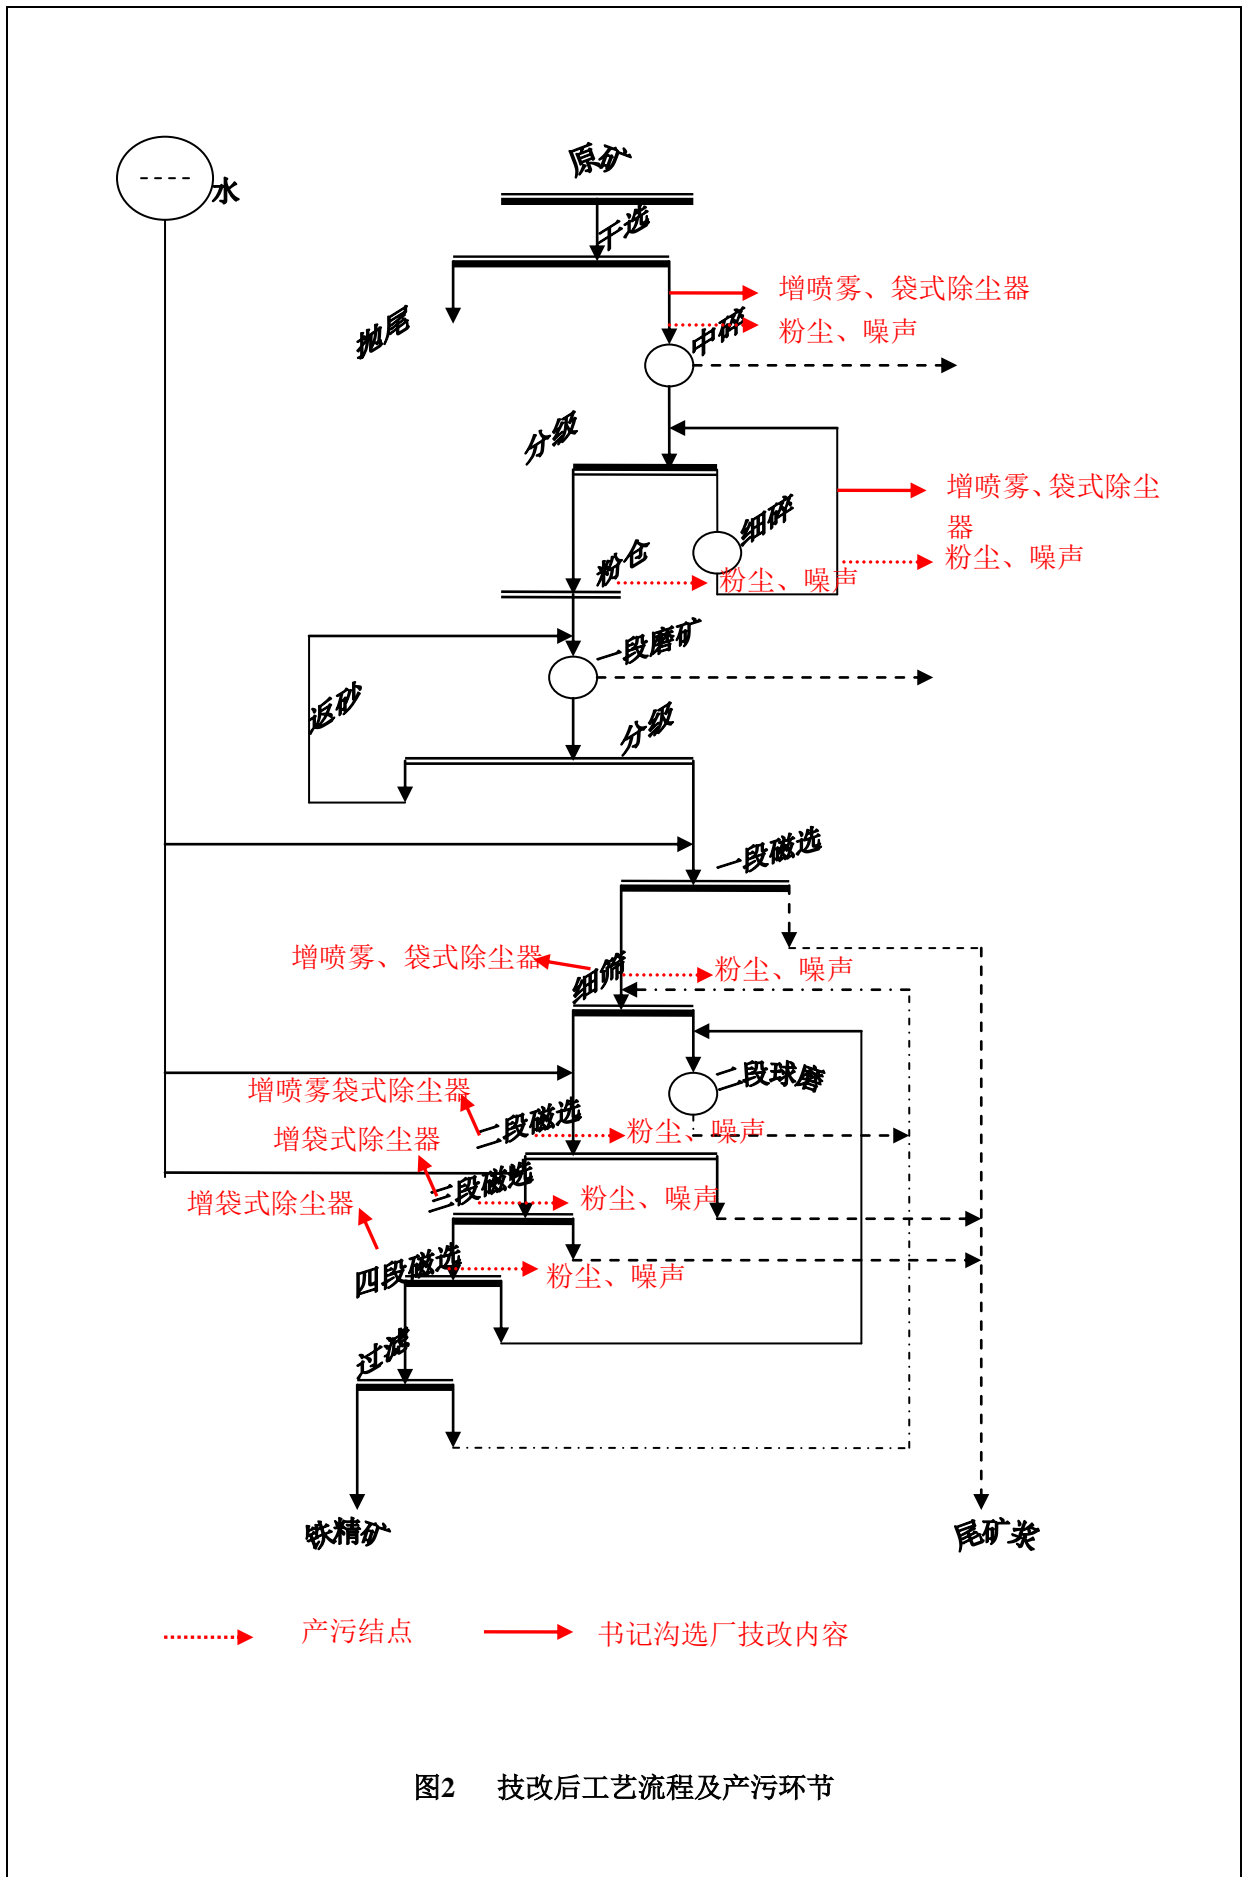 原矿
水
干选
增喷雾、袋式除尘器
抛尾
中碎
粉尘、噪声
分级
增喷雾、袋式除尘
器
细碎
粉仓
粉尘、噪声
粉尘、噪声
一段磨矿
返砂
分级
一段磁选
增喷雾、袋式除尘器
细筛
粉尘、噪声
二段球磨
增喷雾袋式除尘器
二段磁选
粉尘、噪声
增袋式除尘器
三段磁选
粉尘、噪声
增袋式除尘器
四段磁选
粉尘、噪声
过滤
铁精矿
尾矿浆
产污结点
书记沟选厂技改内容
图2 技改后工艺流程及产污环节